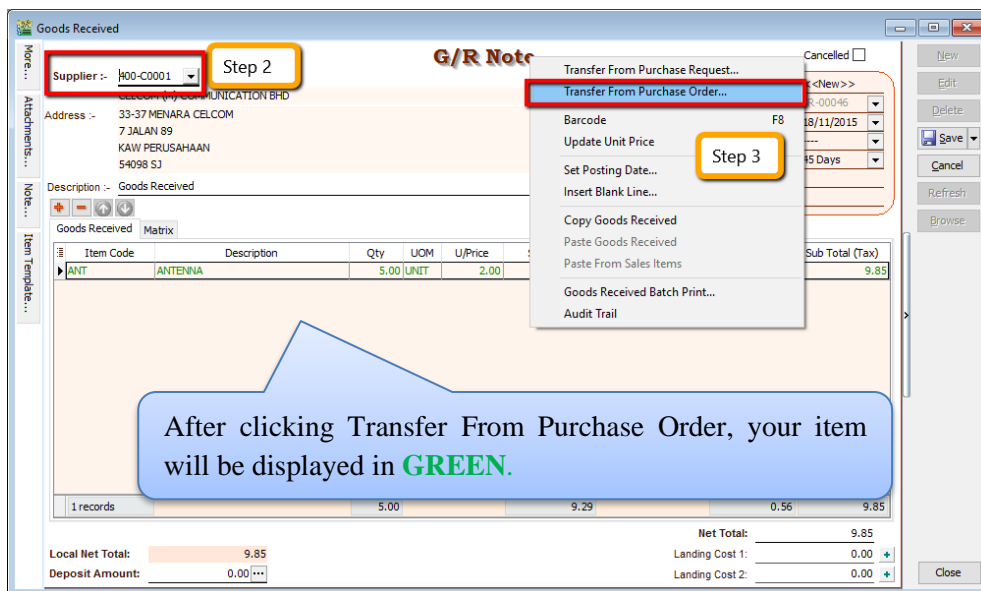 Goods Received
More...
Attachments...
Note...
Item Template...
G/R Note
Cancelled
Supplier :- 400-C0001
Step 2
CELCOM (M) COMMUNICATION BHD
Address :- 33-37 MENARA CELCOM
7 JALAN 89
KAW PERUSAHAAN
54098 SJ
Description :- Goods Received
<<New>>
R-00046
18/11/2015
----
45 Days
Transfer From Purchase Request...
Transfer From Purchase Order...
Barcode F8
Update Unit Price
Step 3
Set Posting Date...
Insert Blank Line...
Copy Goods Received
Paste Goods Received
Paste From Sales Items
Goods Received Batch Print...
Audit Trail
New
Edit
Delete
Save
Cancel
Refresh
Browse
Goods Received Matrix
Item Code Description Qty UOM U/Price Sub Total (Tax)
ANT ANTENNA 5.00 UNIT 2.00 9.85
After clicking Transfer From Purchase Order, your item
will be displayed in GREEN.
1 records 5.00 9.29 0.56 9.85
Net Total: 9.85
Local Net Total: 9.85 Landing Cost 1: 0.00
Deposit Amount: 0.00 Landing Cost 2: 0.00
Close